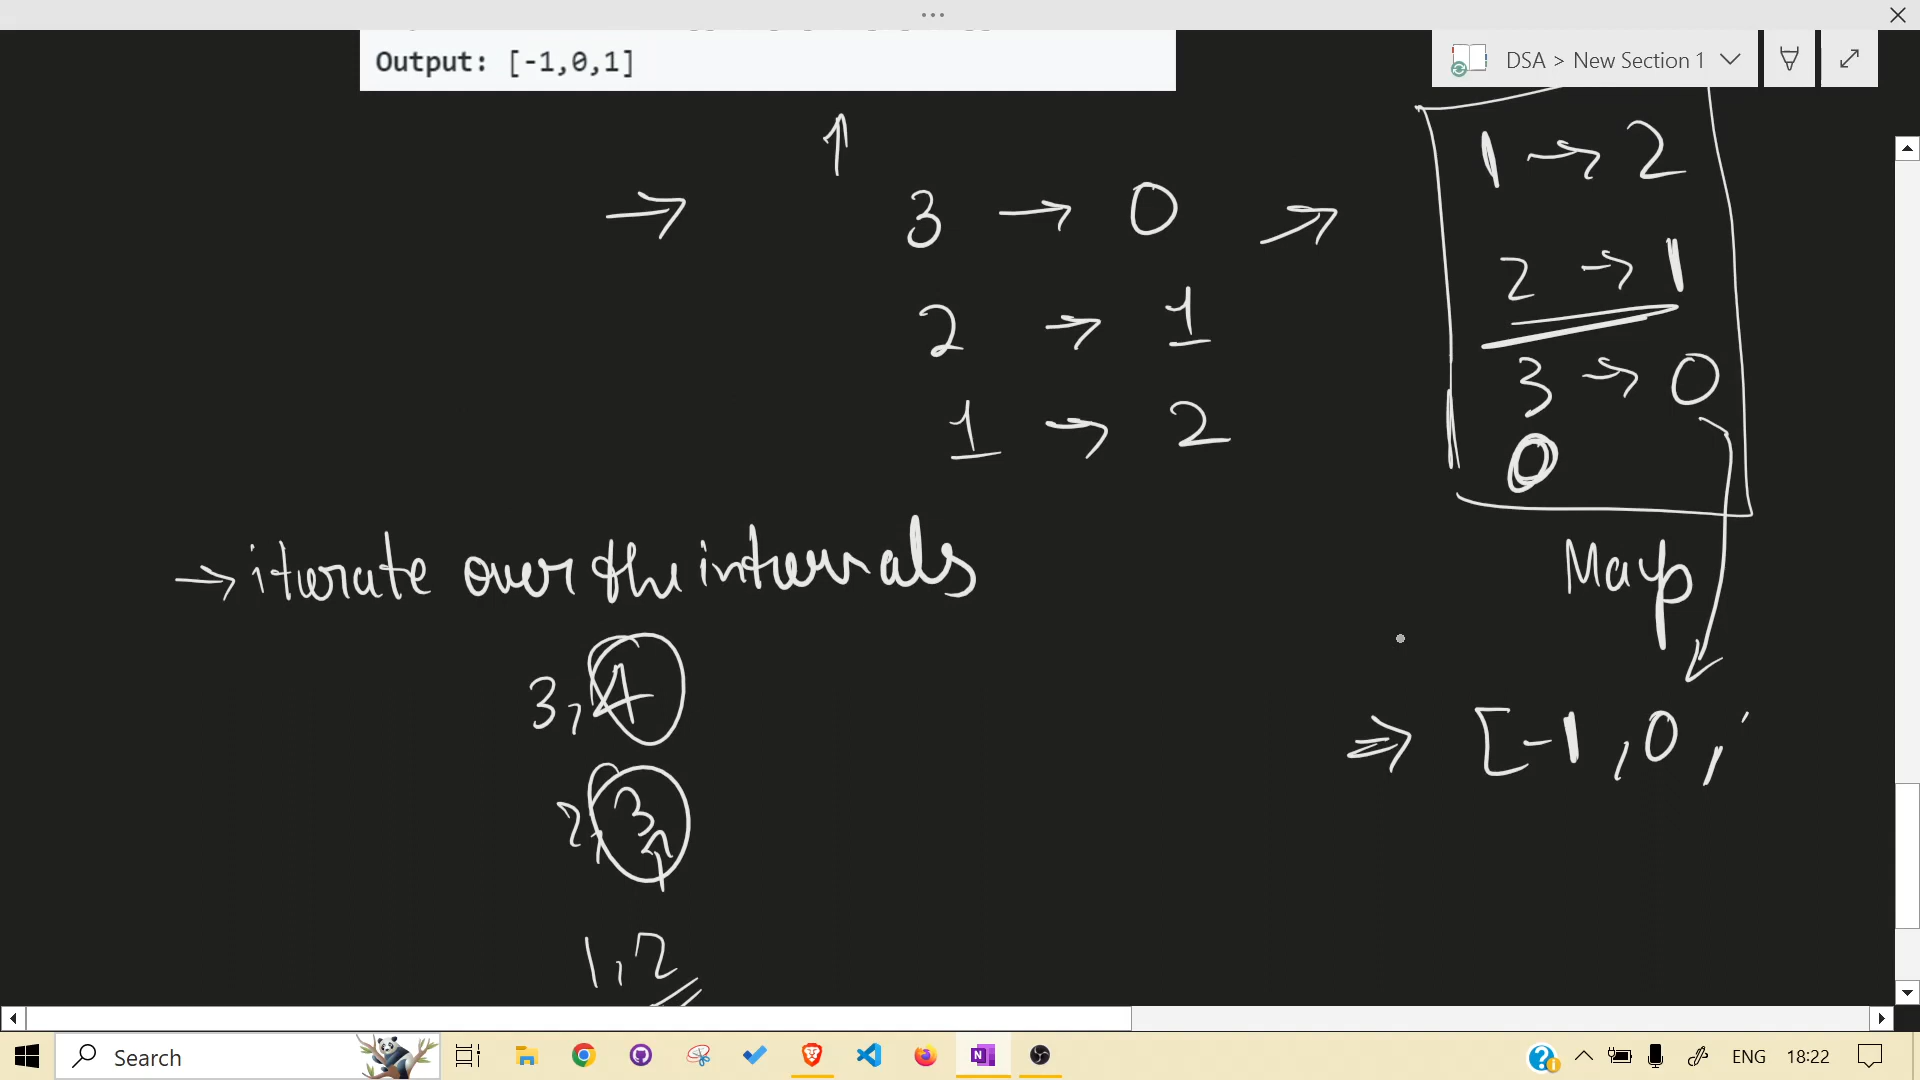 Output: [-1,0,1]
DSA > New Section 1
3 → 0
2 → 1
1 → 2
1 → 2
2 → 1
3 → 0
0
Map
→ iterate over the intervals
3, 4
2, 3
1, 2
⇒ [-1, 0,
Search
ENG
18:22